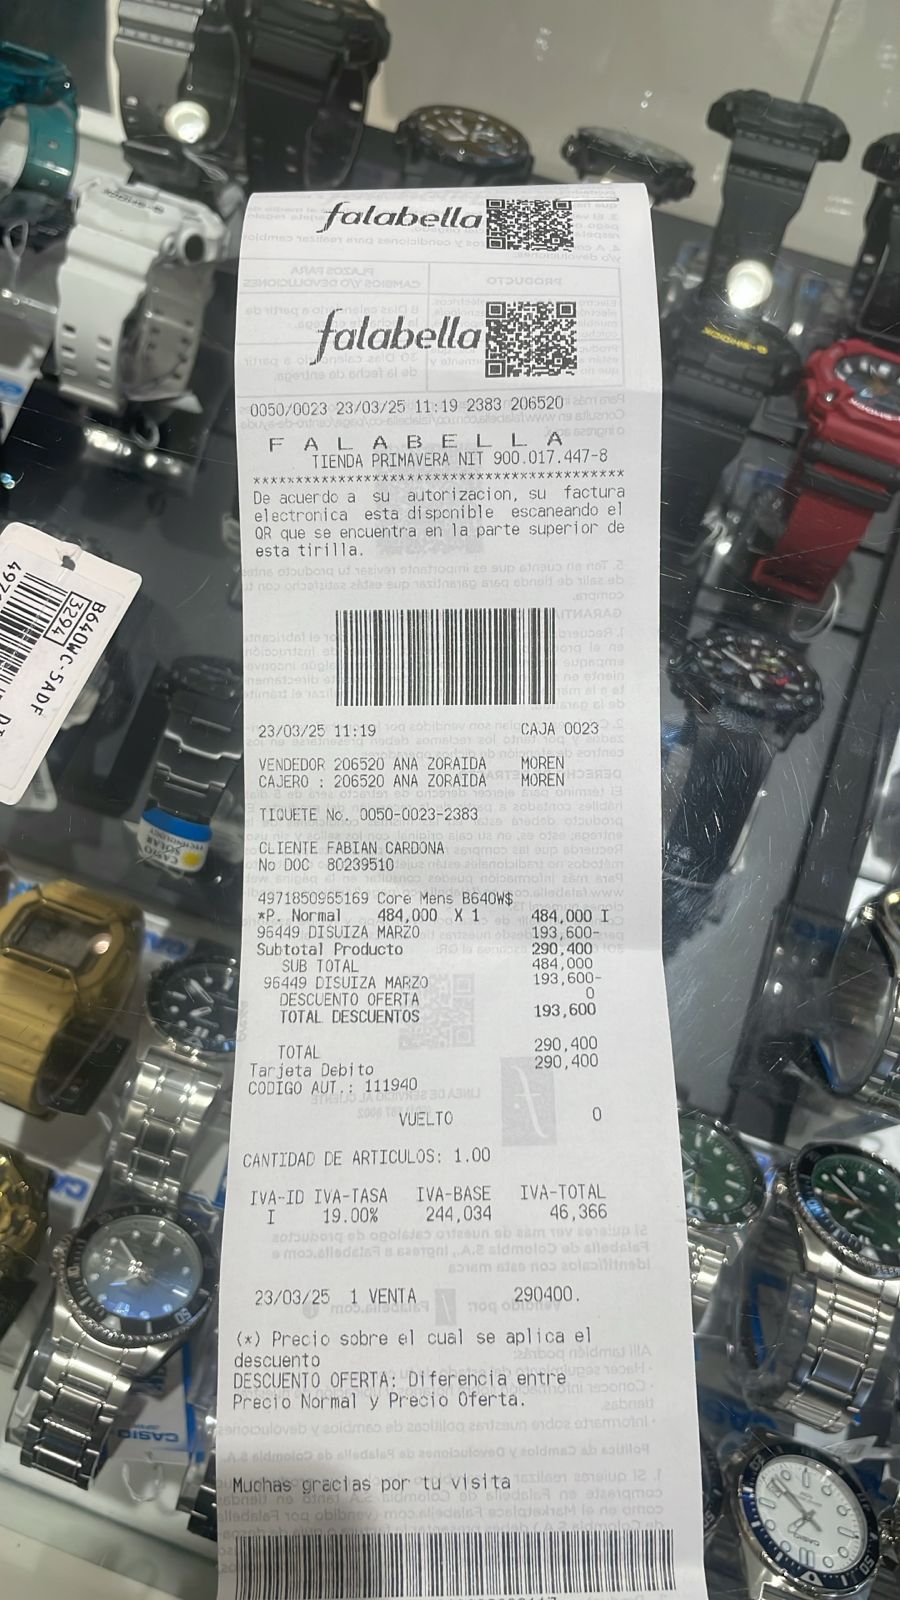 falabella
falabella
0050/0023 23/03/25 11:19 2383 206520
F A L A B E L L A
TIENDA PRIMAVERA NIT 900.017.447-8
********************************************
De acuerdo a su autorizacion, su factura
electronica esta disponible escaneando el
QR que se encuentra en la parte superior de
esta tirilla.
23/03/25 11:19 CAJA 0023
VENDEDOR 206520 ANA ZORAIDA MOREN
CAJERO : 206520 ANA ZORAIDA MOREN
TIQUETE No. 0050-0023-2383
CLIENTE FABIAN CARDONA
No DOC 80239510
4971850965169 Core Mens B640W$
*P. Normal 484,000 X 1 484,000 I
96449 DISUIZA MARZO 193,600-
Subtotal Producto 290,400
SUB TOTAL 484,000
96449 DISUIZA MARZO 193,600-
DESCUENTO OFERTA 0
TOTAL DESCUENTOS 193,600
TOTAL 290,400
Tarjeta Debito 290,400
CODIGO AUT.: 111940
VUELTO 0
CANTIDAD DE ARTICULOS: 1.00
IVA-ID IVA-TASA IVA-BASE IVA-TOTAL
I 19.00% 244,034 46,366
23/03/25 1 VENTA 290400.
(*) Precio sobre el cual se aplica el
descuento
DESCUENTO OFERTA: Diferencia entre
Precio Normal y Precio Oferta.
Muchas gracias por tu visita
B640WC-5ADF
3294
G-SHOCK
CASIO